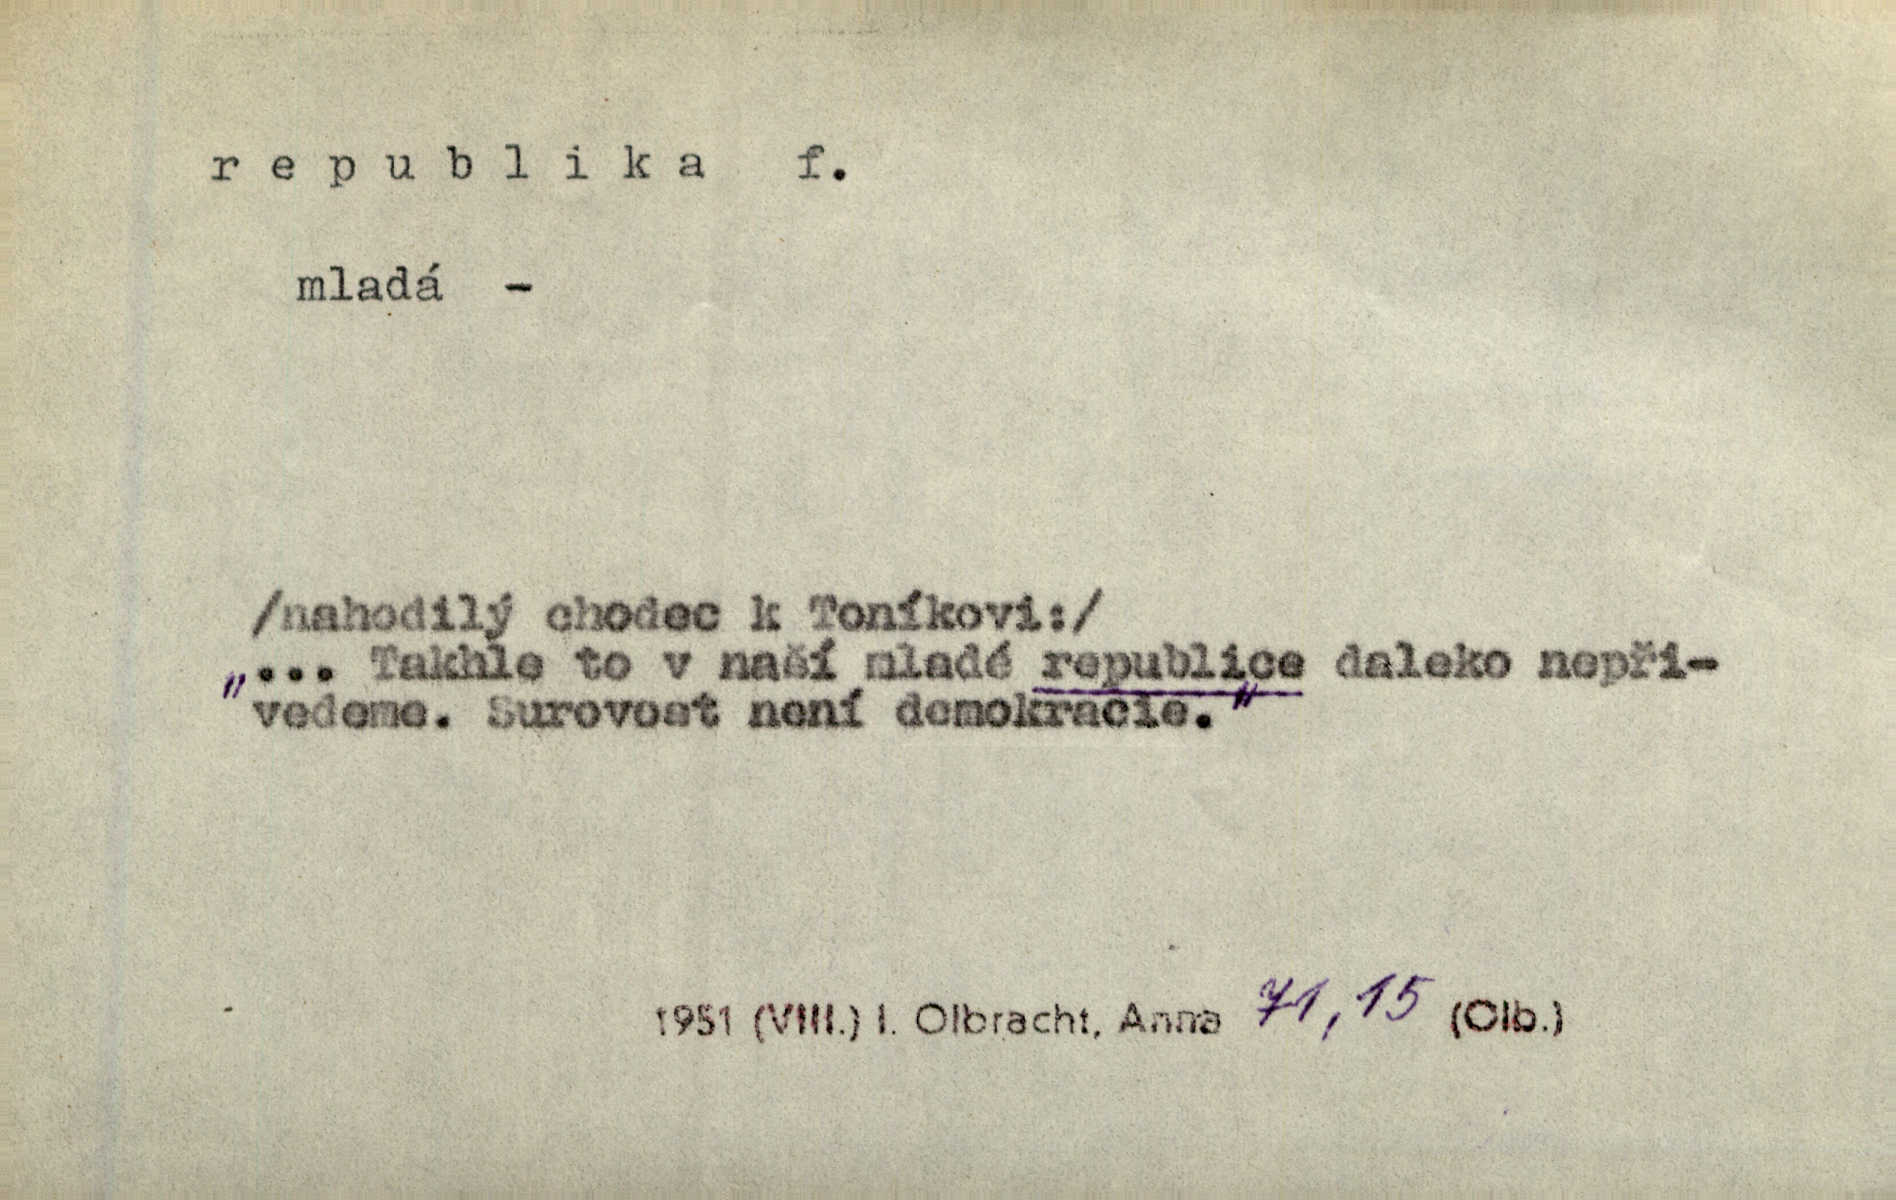 r e p u b l i k a f.
mladá -
/nahodilý chodec k Toníkovi:/
„... Takhle to v naší mladé republice daleko nepři-
vedeme. Surovost není demokracie."
1951 (VIII.) I. Olbracht, Anna 71,15 (Olb.)